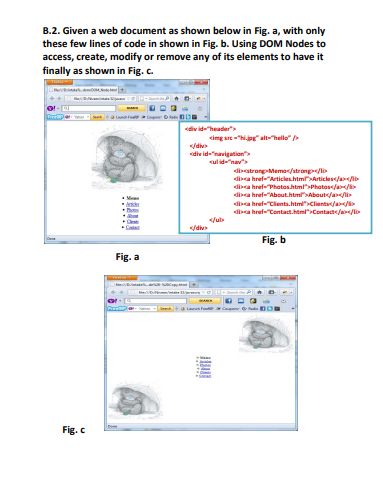 B.2. Given a web document as shown below in Fig. a, with only
these few lines of code in shown in Fig. b. Using DOM Nodes to
access, create, modify or remove any of its elements to have it
finally as shown in Fig. c.
SEARCH
Memo
Articles
Photos
About
Clients
Contact
Done
<div id="header">
<img src ="hi.jpg" alt="hello" />
</div>
<div id="navigation">
<ul id="nav">
<li><strong>Memo</strong></li>
<li><a href="Articles.html">Articles</a></li>
<li><a href="Photos.html">Photos</a></li>
<li><a href="About.html">About</a></li>
<li><a href="Clients.html">Clients</a></li>
<li><a href="Contact.html">Contact</a></li>
</ul>
</div>
Fig. b
Fig. a
SEARCH
Memo
Articles
Photos
About
Clients
Contact
Done
Fig. c